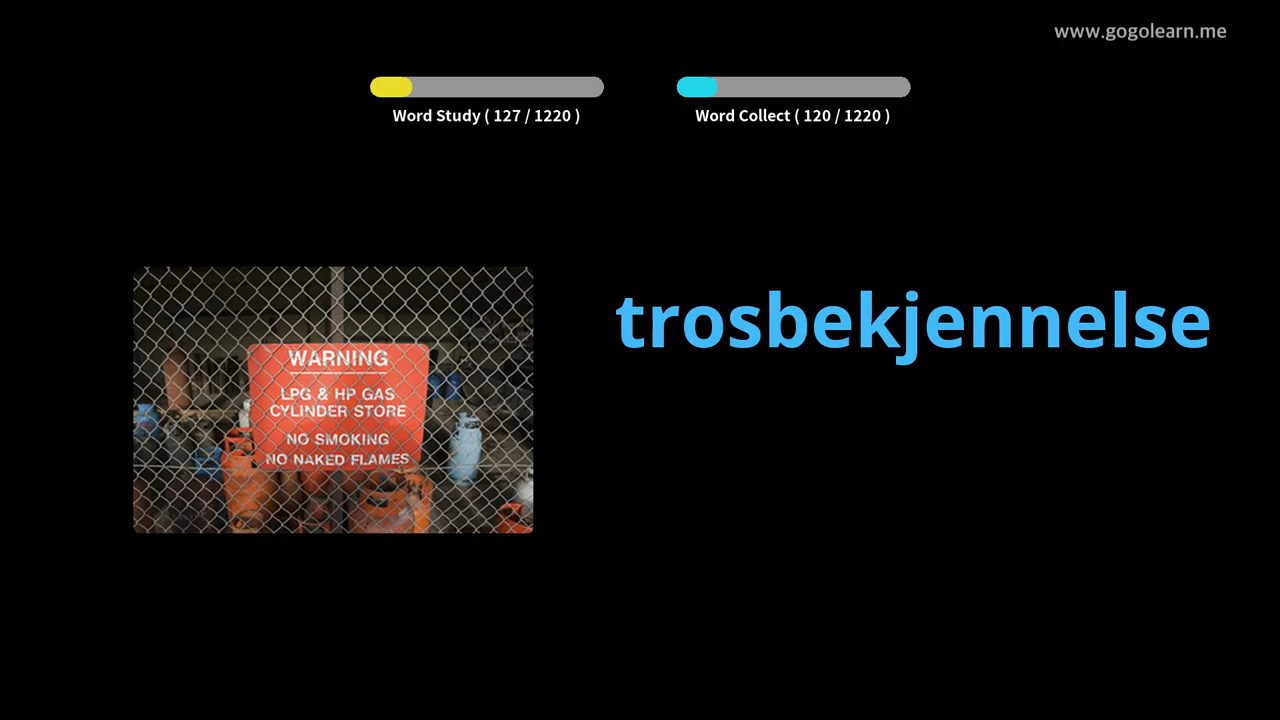 www.gogolearn.me
Word Study ( 127 / 1220 )
Word Collect ( 120 / 1220 )
trosbekjennelse
WARNING
LPG & HP GAS
CYLINDER STORE
NO SMOKING
NO NAKED FLAMES